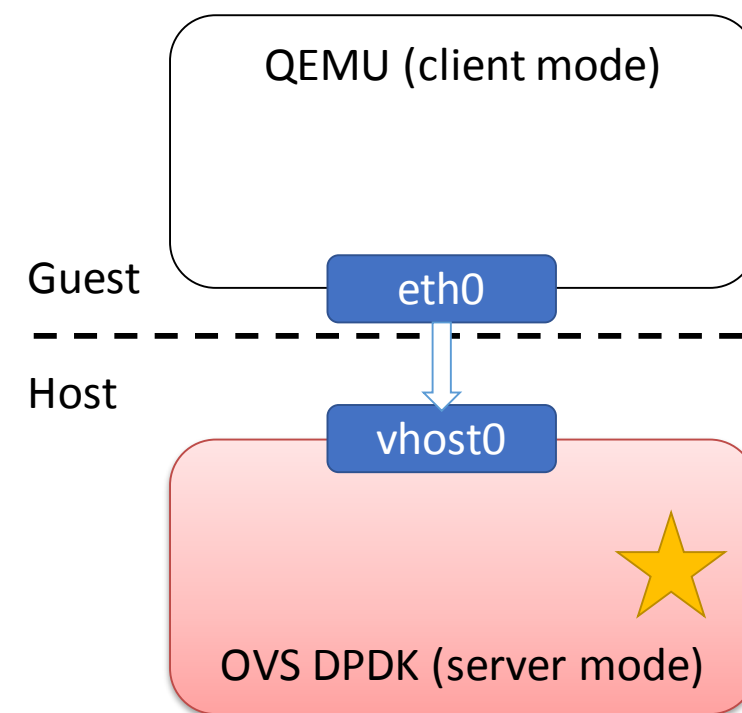 QEMU (client mode)
Guest
eth0
Host
vhost0
OVS DPDK (server mode)